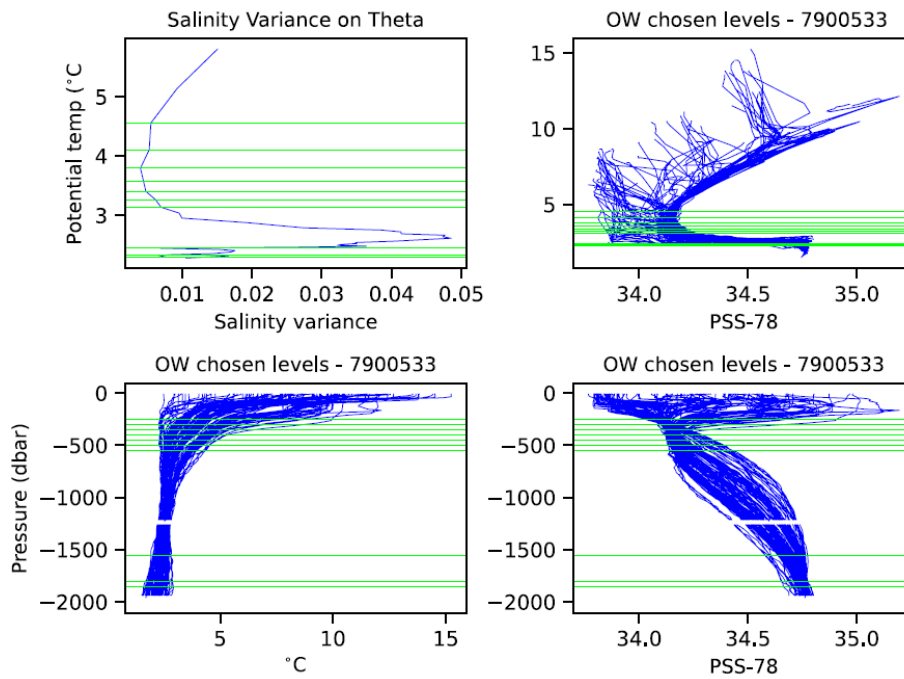 Salinity Variance on Theta
Potential temp (°C
5
4
3
0.01 0.02 0.03 0.04 0.05
Salinity variance
OW chosen levels - 7900533
15
10
5
34.0 34.5 35.0
PSS-78
OW chosen levels - 7900533
Pressure (dbar)
0
−500
−1000
−1500
−2000
5 10 15
°C
OW chosen levels - 7900533
0
−500
−1000
−1500
−2000
34.0 34.5 35.0
PSS-78